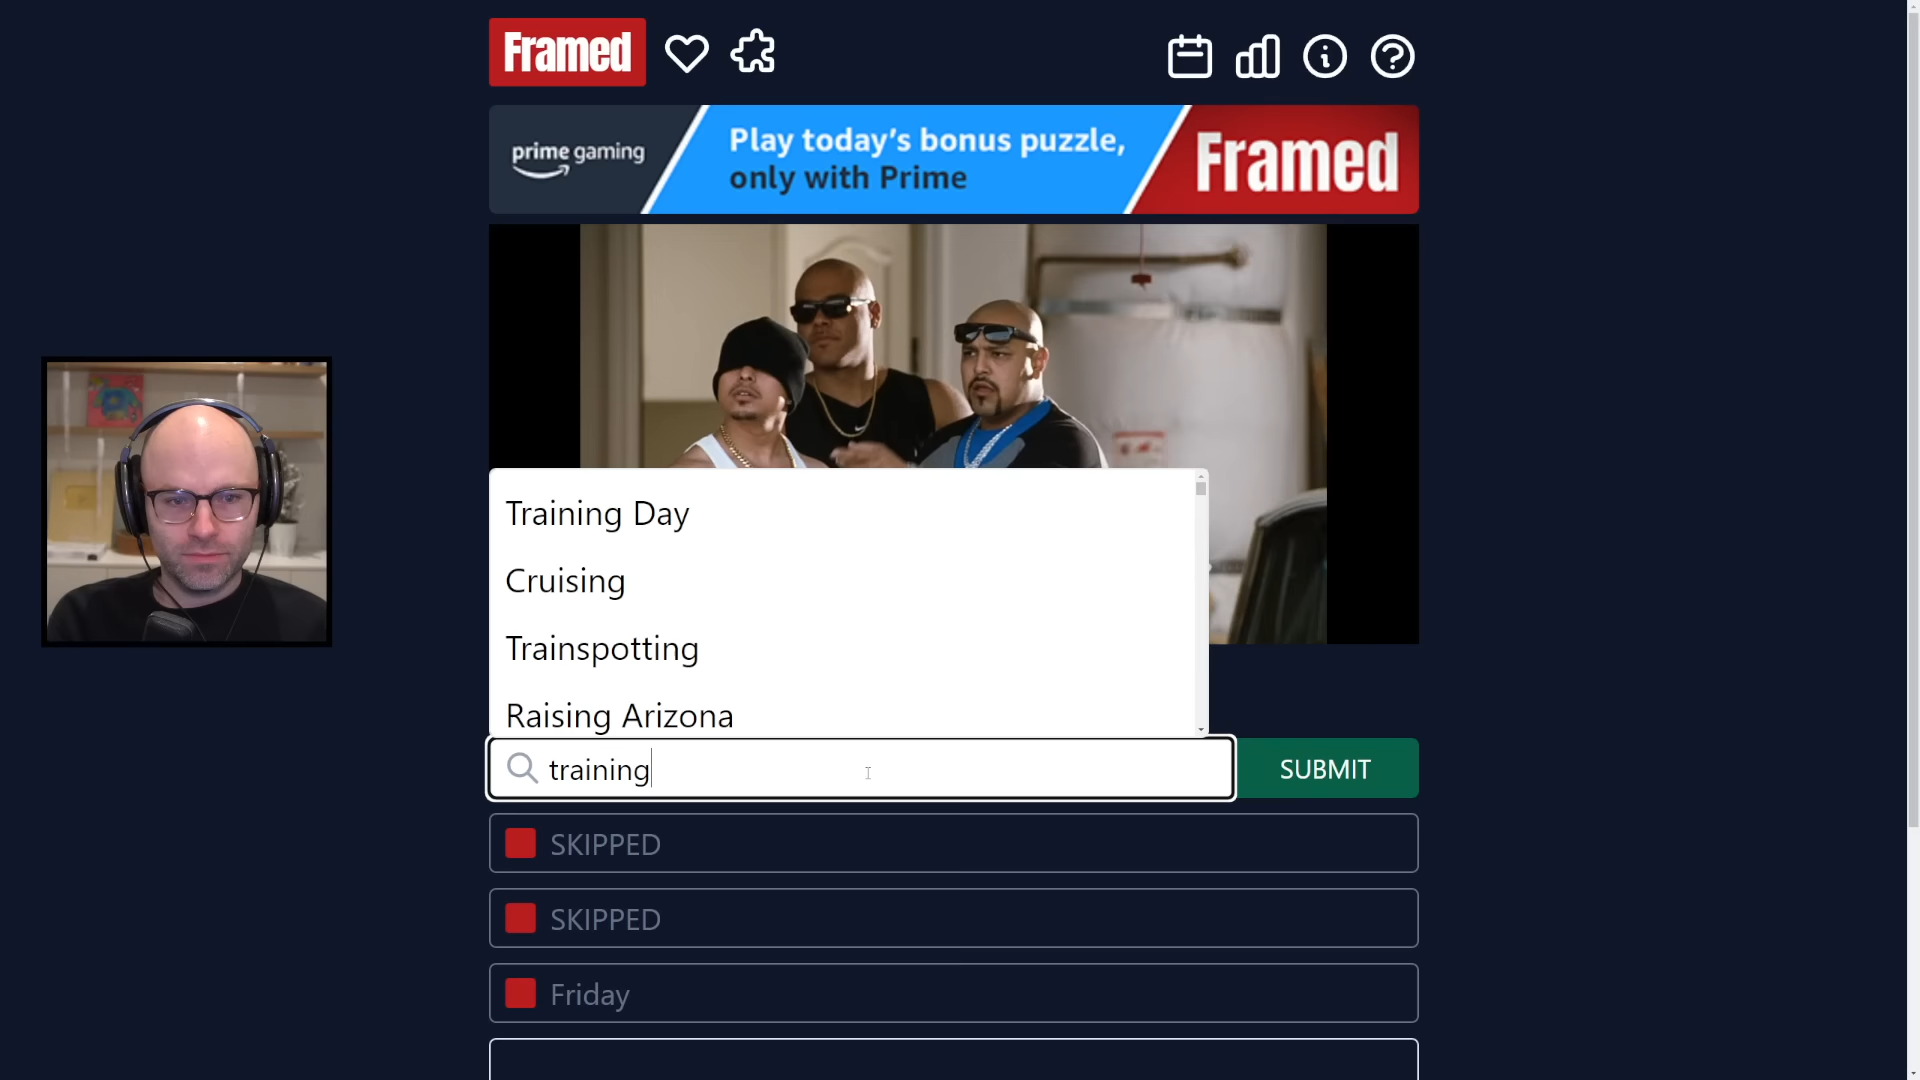 Framed
prime gaming
Play today's bonus puzzle,
only with Prime
Framed
Training Day
Cruising
Trainspotting
Raising Arizona
training
SUBMIT
SKIPPED
SKIPPED
Friday